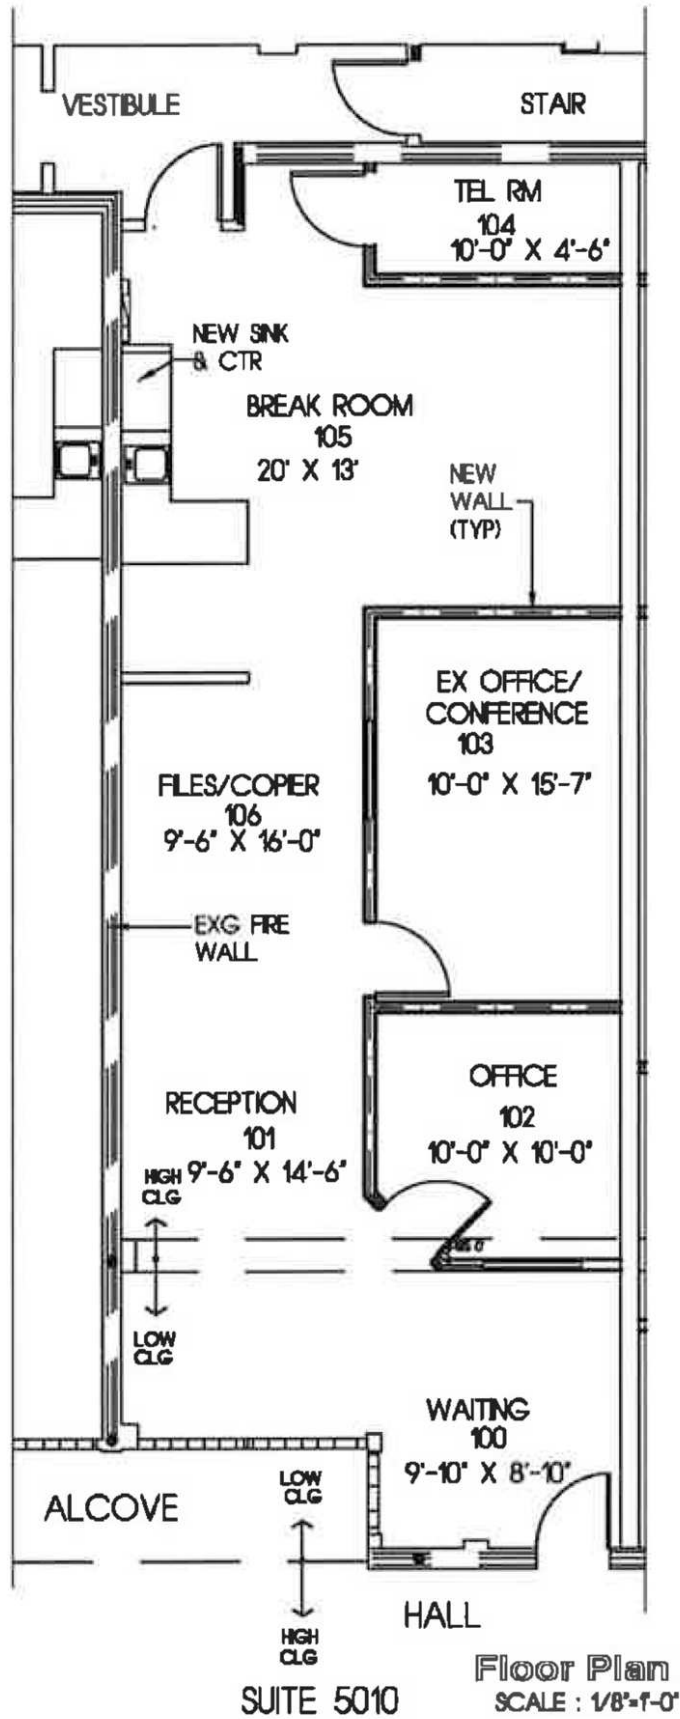 VESTIBULE
STAIR
TEL RM
104
10'-0" X 4'-6"
NEW SINK
& CTR
BREAK ROOM
105
20' X 13'
NEW
WALL
(TYP)
EX OFFICE/
CONFERENCE
103
10'-0" X 15'-7"
FILES/COPIER
106
9'-6" X 16'-0"
EXG FIRE
WALL
OFFICE
102
10'-0" X 10'-0"
RECEPTION
101
9'-6" X 14'-6"
HIGH
CLG
LOW
CLG
WAITING
100
9'-10" X 8'-10"
LOW
CLG
ALCOVE
HALL
HIGH
CLG
Floor Plan
SUITE 5010
SCALE : 1/8"=1'-0"